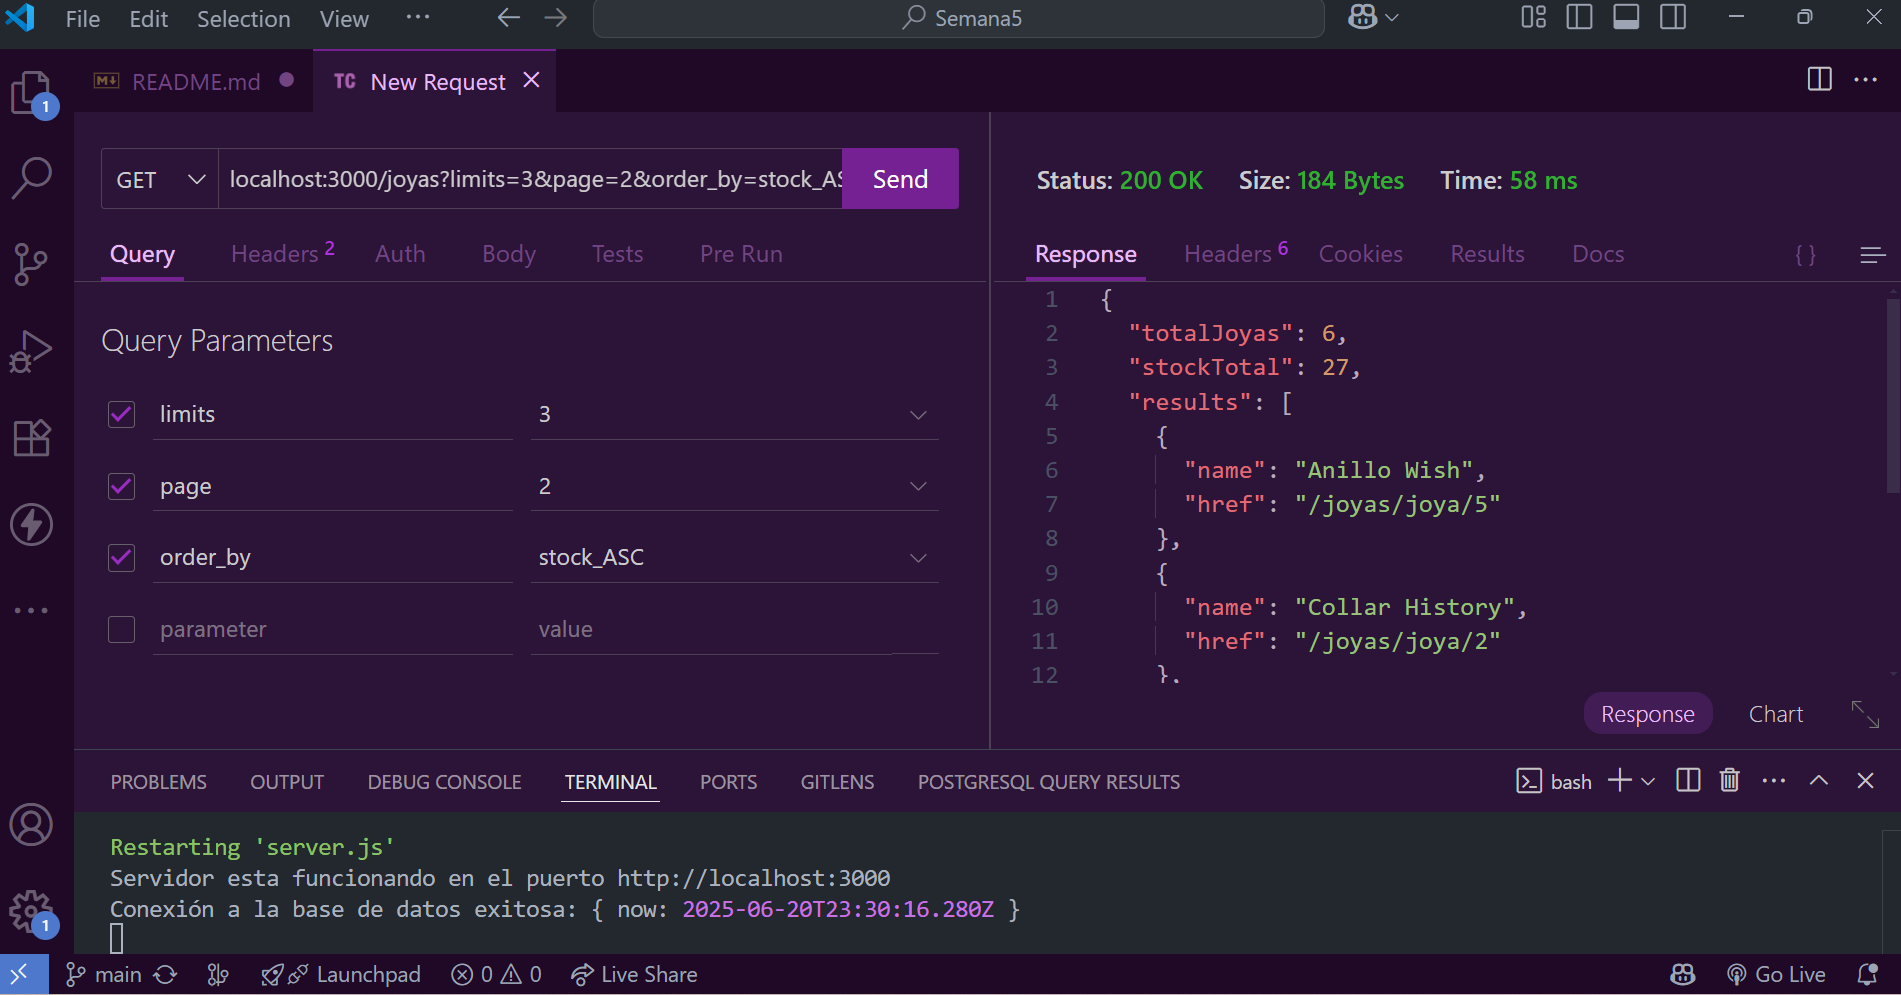 File Edit Selection View ··· Semana5
1
README.md
TC New Request
GET localhost:3000/joyas?limits=3&page=2&order_by=stock_AS Send
Query Headers 2 Auth Body Tests Pre Run
Query Parameters
limits 3
page 2
order_by stock_ASC
parameter value
Status: 200 OK Size: 184 Bytes Time: 58 ms
Response Headers 6 Cookies Results Docs { }
1 {
2 "totalJoyas": 6,
3 "stockTotal": 27,
4 "results": [
5 {
6 "name": "Anillo Wish",
7 "href": "/joyas/joya/5"
8 },
9 {
10 "name": "Collar History",
11 "href": "/joyas/joya/2"
12 },
Response Chart
PROBLEMS OUTPUT DEBUG CONSOLE TERMINAL PORTS GITLENS POSTGRESQL QUERY RESULTS bash
Restarting 'server.js'
Servidor esta funcionando en el puerto http://localhost:3000
Conexión a la base de datos exitosa: { now: 2025-06-20T23:30:16.280Z }
1
main Launchpad 0 0 Live Share Go Live